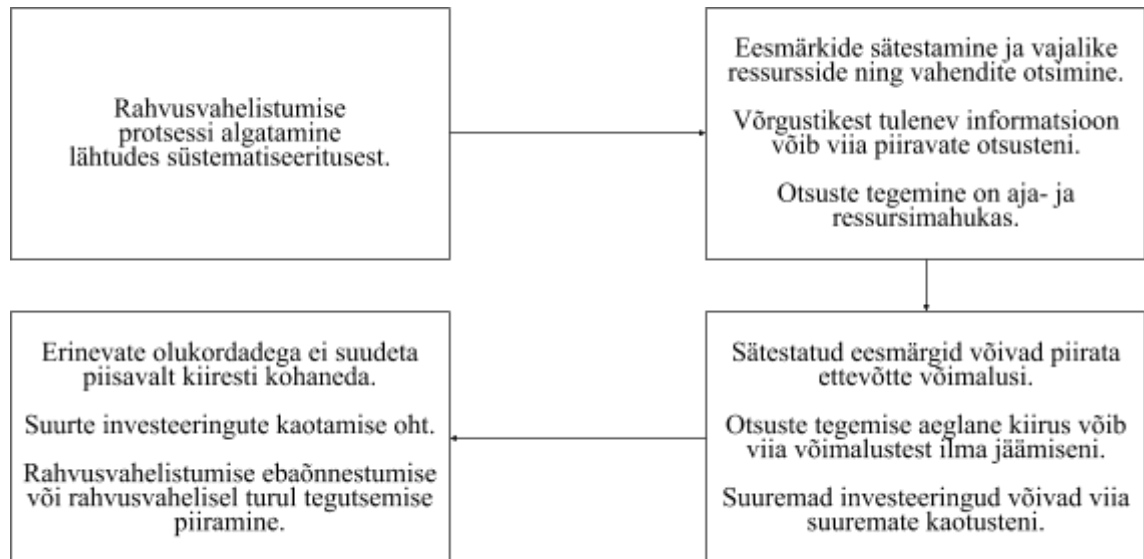 Rahvusvahelistumise
protsessi algatamine
lähtudes süstematiseeritusest.
Eesmärkide sätestamine ja vajalike
ressursside ning vahendite otsimine.
Võrgustikest tulenev informatsioon
võib viia piiravate otsusteni.
Otsuste tegemine on aja- ja
ressursimahukas.
Sätestatud eesmärgid võivad piirata
ettevõtte võimalusi.
Otsuste tegemise aeglane kiirus võib
viia võimalustest ilma jäämiseni.
Suuremad investeeringud võivad viia
suuremate kaotusteni.
Erinevate olukordadega ei suudeta
piisavalt kiiresti kohaneda.
Suurte investeeringute kaotamise oht.
Rahvusvahelistumise ebaõnnestumise
või rahvusvahelisel turul tegutsemise
piiramine.